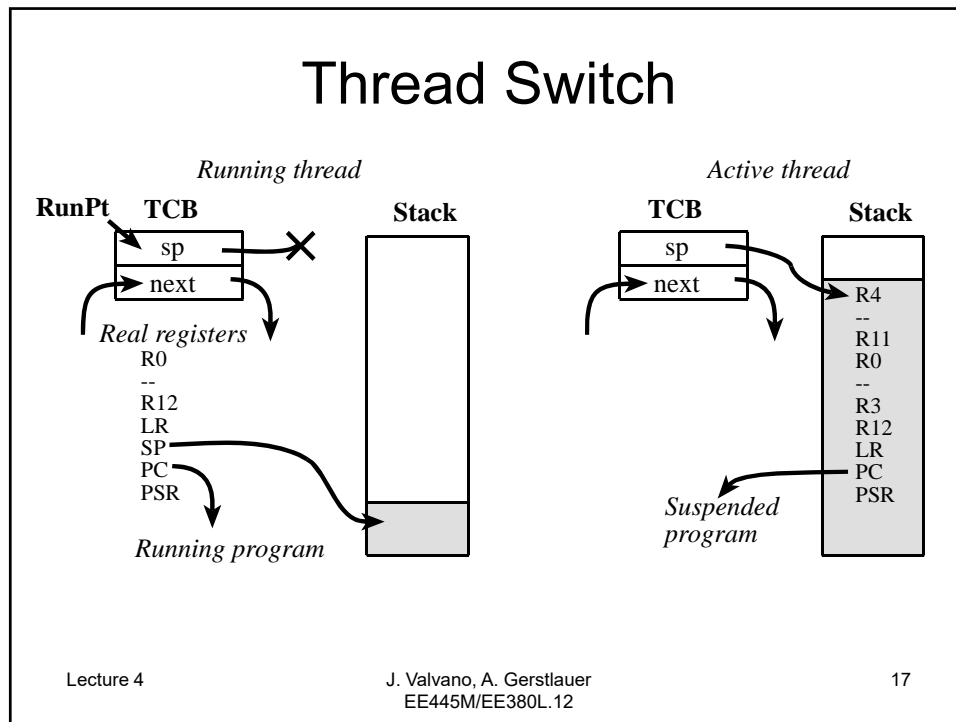 Thread Switch
Running thread
Active thread
RunPt
TCB
Stack
TCB
Stack
sp
next
sp
next
Real registers
R0
--
R12
LR
SP
PC
PSR
Running program
R4
--
R11
R0
--
R3
R12
LR
PC
PSR
Suspended
program
Lecture 4
J. Valvano, A. Gerstlauer
EE445M/EE380L.12
17